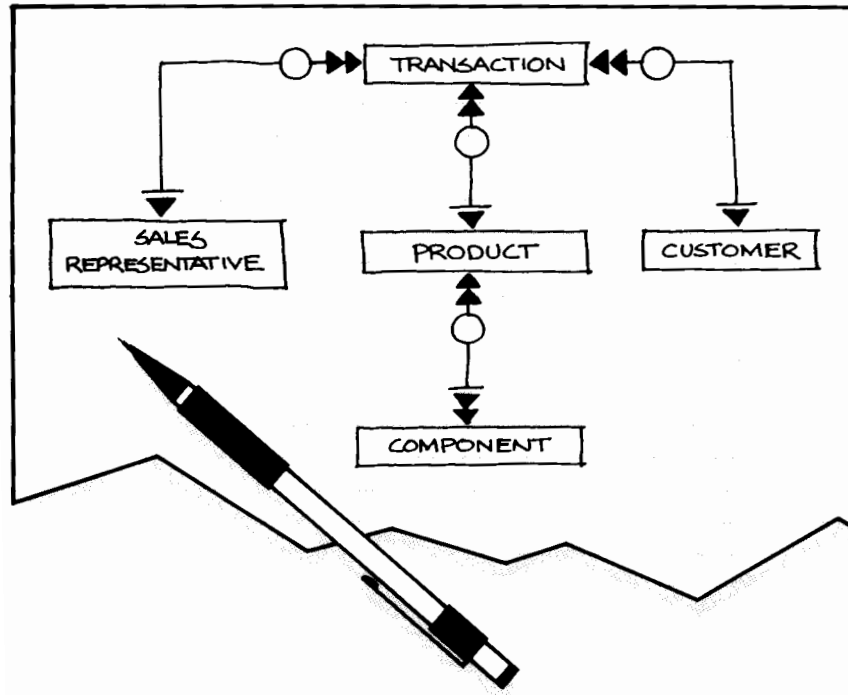 TRANSACTION
SALES
REPRESENTATIVE
PRODUCT
CUSTOMER
COMPONENT